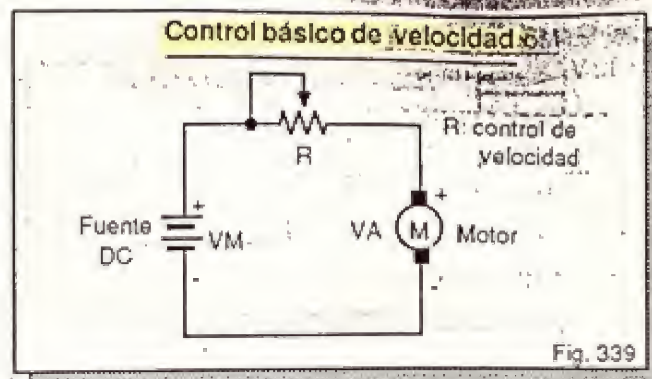 Control básico de velocidad
R: control de
velocidad
R
+
Fuente
DC
VM
-
+
VA
M
Motor
-
Fig. 339